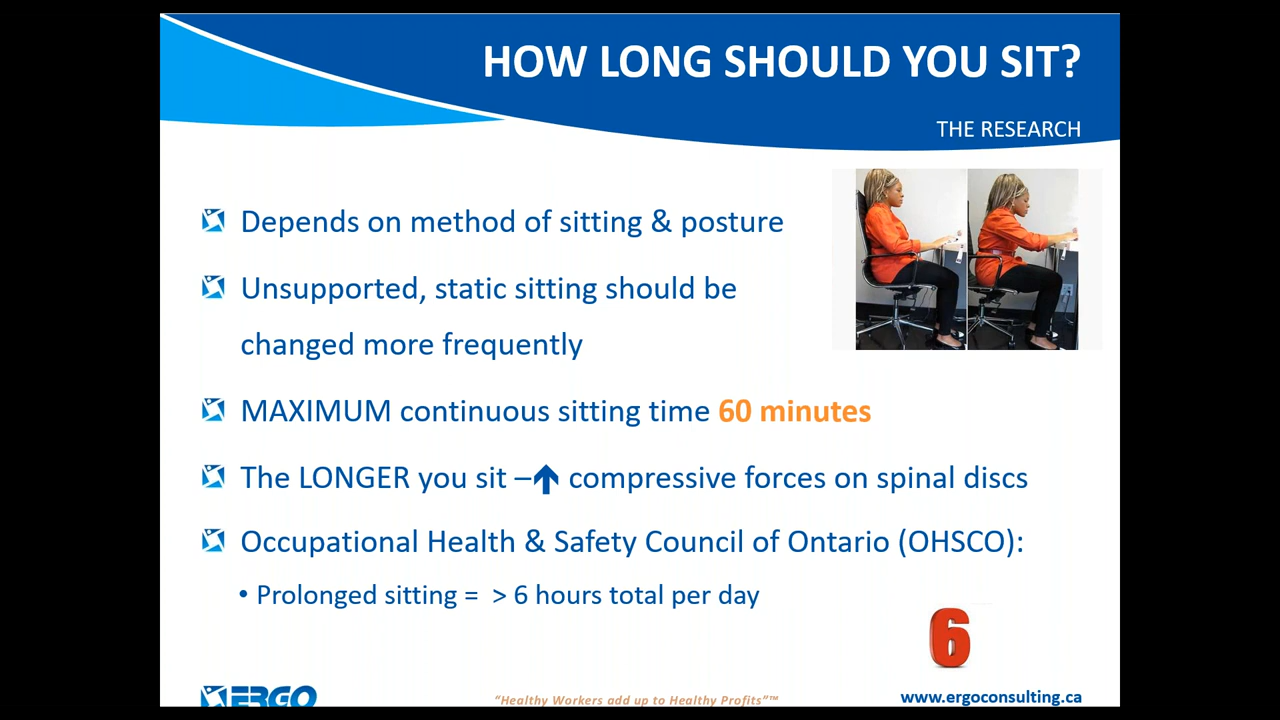 HOW LONG SHOULD YOU SIT?
THE RESEARCH
Depends on method of sitting & posture
Unsupported, static sitting should be
changed more frequently
MAXIMUM continuous sitting time 60 minutes
The LONGER you sit –🡅 compressive forces on spinal discs
Occupational Health & Safety Council of Ontario (OHSCO):
• Prolonged sitting = > 6 hours total per day
6
ERGO
“Healthy Workers add up to Healthy Profits”™
www.ergoconsulting.ca